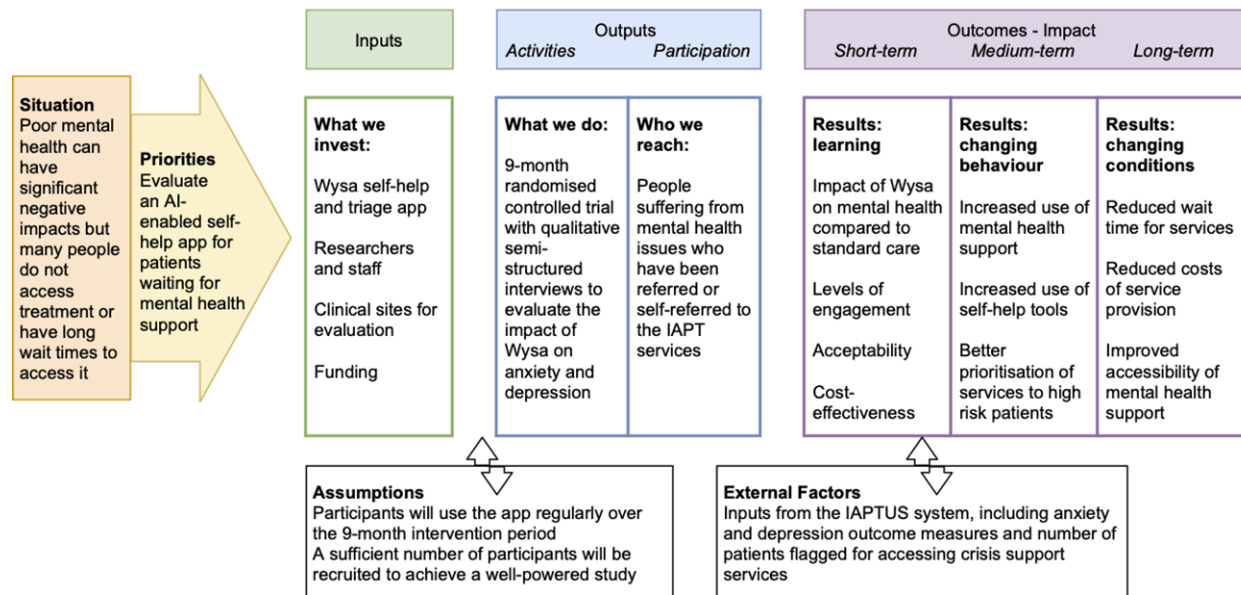 Inputs
Outputs
Activities
Participation
Outcomes - Impact
Short-term
Medium-term
Long-term
Situation
Poor mental
health can
have
significant
negative
impacts but
many people
do not
access
treatment or
have long
wait times to
access it
Priorities
Evaluate
an AI-
enabled self-
help app for
patients
waiting for
mental health
support
What we
invest:
Wysa self-help
and triage app
Researchers
and staff
Clinical sites for
evaluation
Funding
What we do:
9-month
randomised
controlled trial
with qualitative
semi-
structured
interviews to
evaluate the
impact of
Wysa on
anxiety and
depression
Who we
reach:
People
suffering from
mental health
issues who
have been
referred or
self-referred to
the IAPT
services
Results:
learning
Impact of Wysa
on mental health
compared to
standard care
Levels of
engagement
Acceptability
Cost-
effectiveness
Results:
changing
behaviour
Increased use of
mental health
support
Increased use of
self-help tools
Better
prioritisation of
services to high
risk patients
Results:
changing
conditions
Reduced wait
time for services
Reduced costs
of service
provision
Improved
accessibility of
mental health
support
Assumptions
Participants will use the app regularly over
the 9-month intervention period
A sufficient number of participants will be
recruited to achieve a well-powered study
External Factors
Inputs from the IAPTUS system, including anxiety
and depression outcome measures and number of
patients flagged for accessing crisis support
services